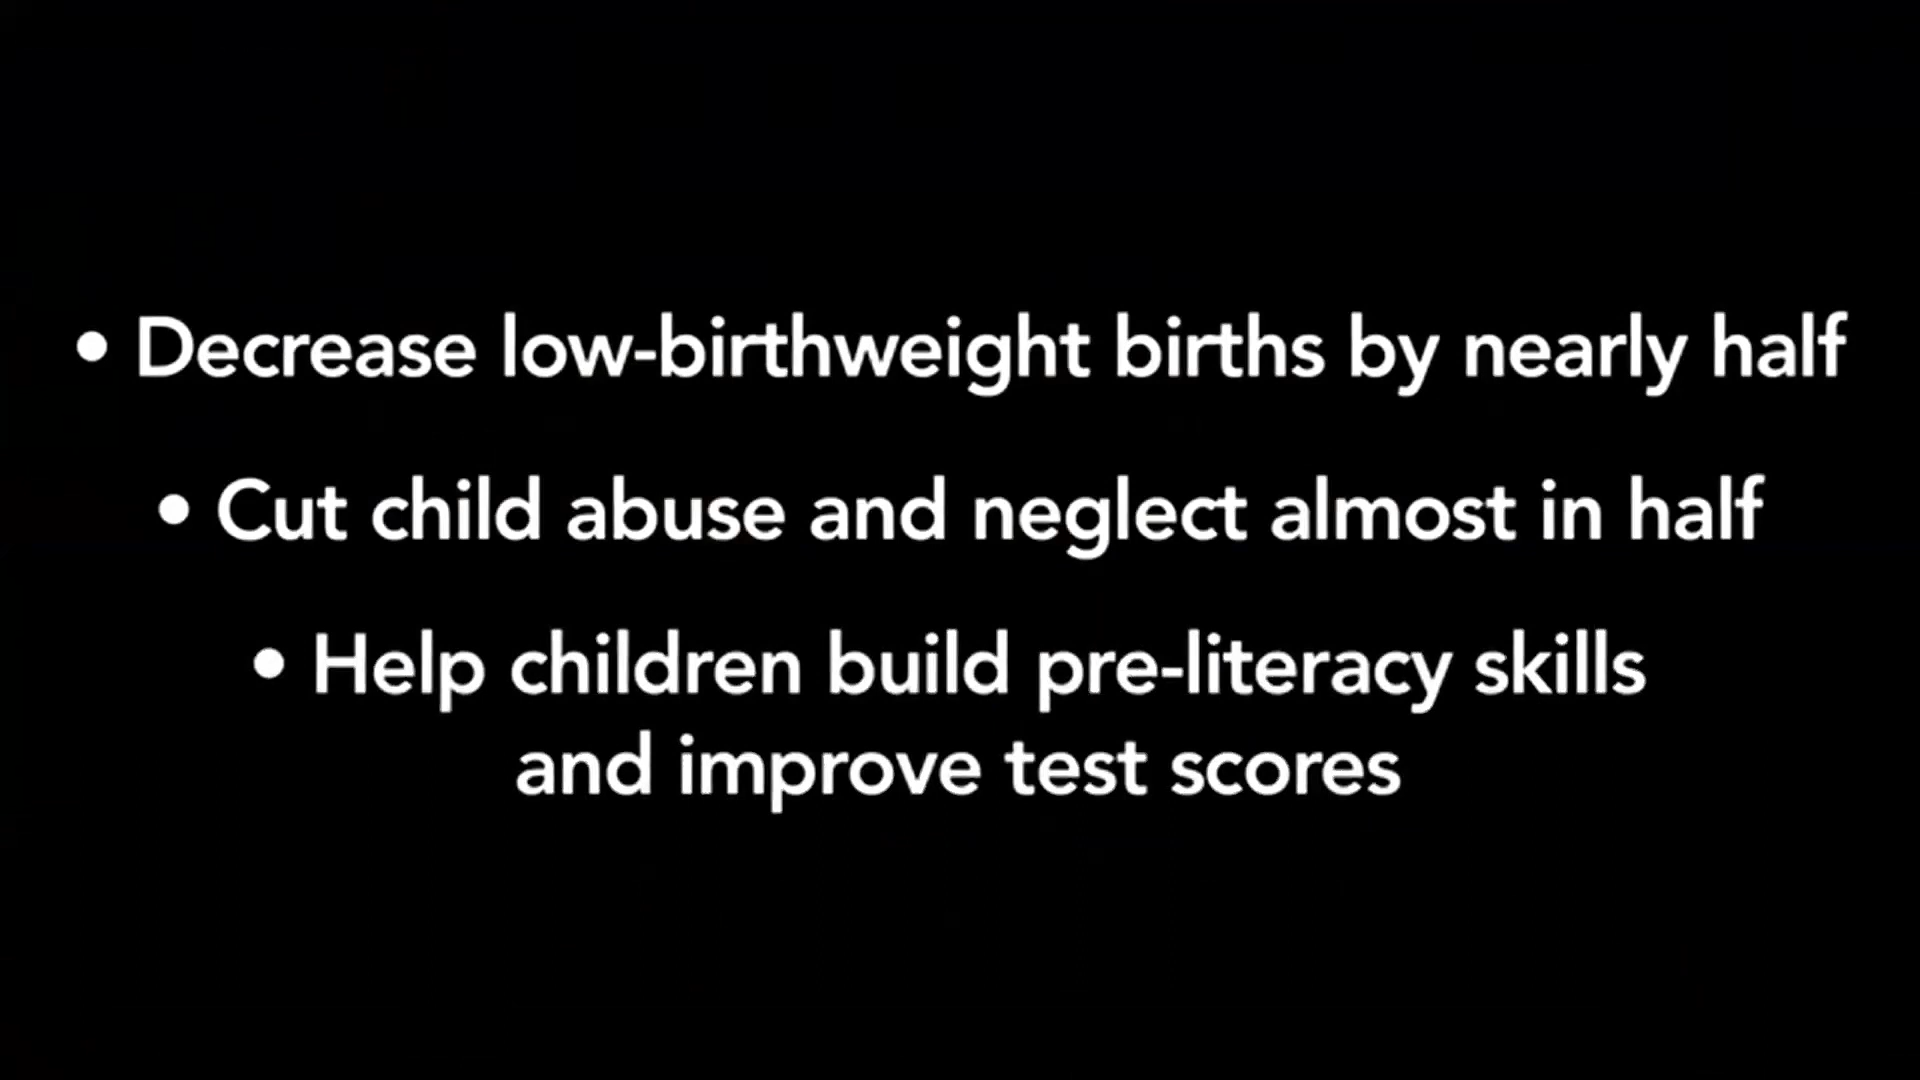 • Decrease low-birthweight births by nearly half
• Cut child abuse and neglect almost in half
• Help children build pre-literacy skills
and improve test scores